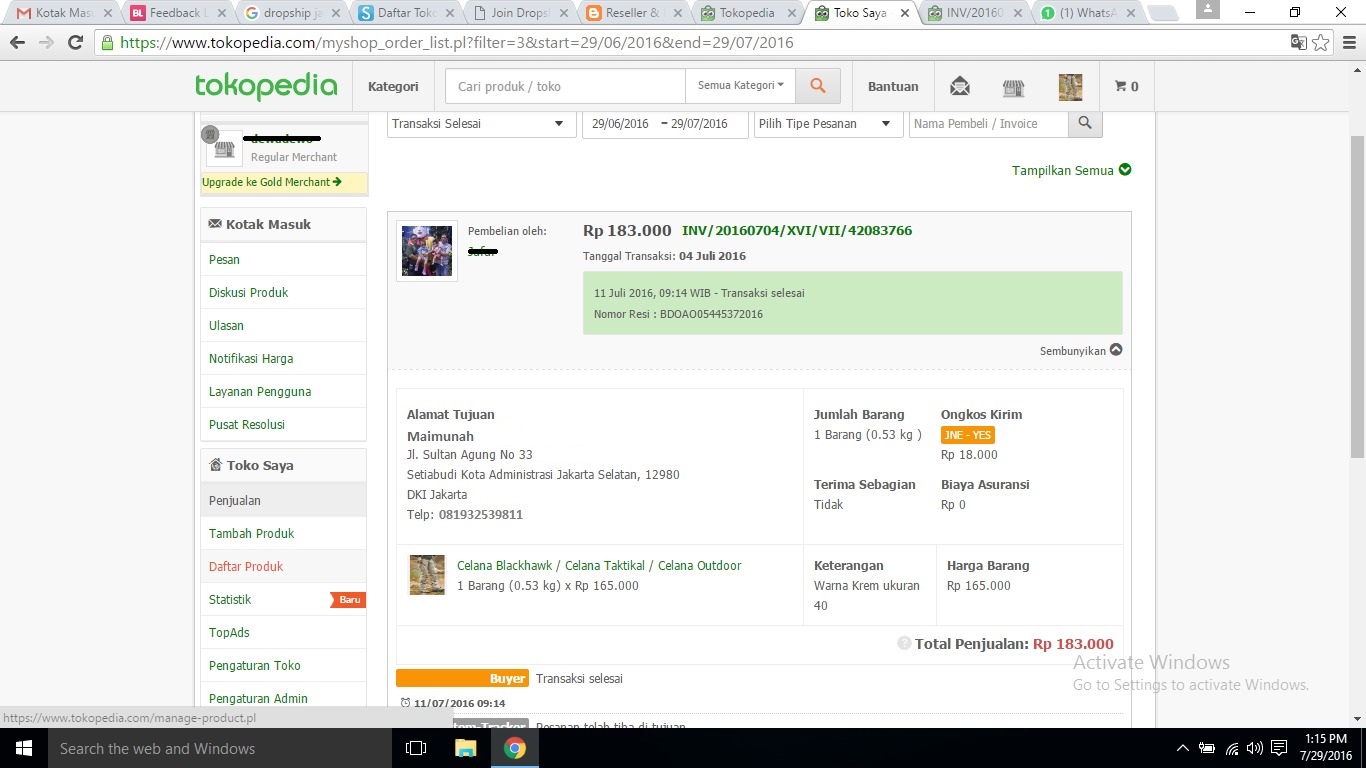 Kotak Masu
Feedback L
dropship ja
Daftar Toko
Join Drops
Reseller &
Tokopedia
Toko Saya
INV/20160
(1) WhatsA
https://www.tokopedia.com/myshop_order_list.pl?filter=3&start=29/06/2016&end=29/07/2016
tokopedia
Kategori
Cari produk / toko
Semua Kategori
Bantuan
0
Transaksi Selesai
29/06/2016 – 29/07/2016
Pilih Tipe Pesanan
Nama Pembeli / Invoice
Regular Merchant
Upgrade ke Gold Merchant
Tampilkan Semua
Kotak Masuk
Pesan
Diskusi Produk
Ulasan
Notifikasi Harga
Layanan Pengguna
Pusat Resolusi
Toko Saya
Penjualan
Tambah Produk
Daftar Produk
Statistik
Baru
TopAds
Pengaturan Toko
Pengaturan Admin
https://www.tokopedia.com/manage-product.pl
Pembelian oleh:
Rp 183.000 INV/20160704/XVI/VII/42083766
Tanggal Transaksi: 04 Juli 2016
11 Juli 2016, 09:14 WIB - Transaksi selesai
Nomor Resi : BDOAO05445372016
Sembunyikan
Alamat Tujuan
Maimunah
Jl. Sultan Agung No 33
Setiabudi Kota Administrasi Jakarta Selatan, 12980
DKI Jakarta
Telp: 081932539811
Jumlah Barang
1 Barang (0.53 kg )
Ongkos Kirim
JNE - YES
Rp 18.000
Terima Sebagian
Tidak
Biaya Asuransi
Rp 0
Celana Blackhawk / Celana Taktikal / Celana Outdoor
1 Barang (0.53 kg) x Rp 165.000
Keterangan
Warna Krem ukuran
40
Harga Barang
Rp 165.000
Total Penjualan: Rp 183.000
Buyer Transaksi selesai
11/07/2016 09:14
tem-Tracker Pesanan telah tiba di tujuan
Activate Windows
Go to Settings to activate Windows.
Search the web and Windows
1:15 PM
7/29/2016